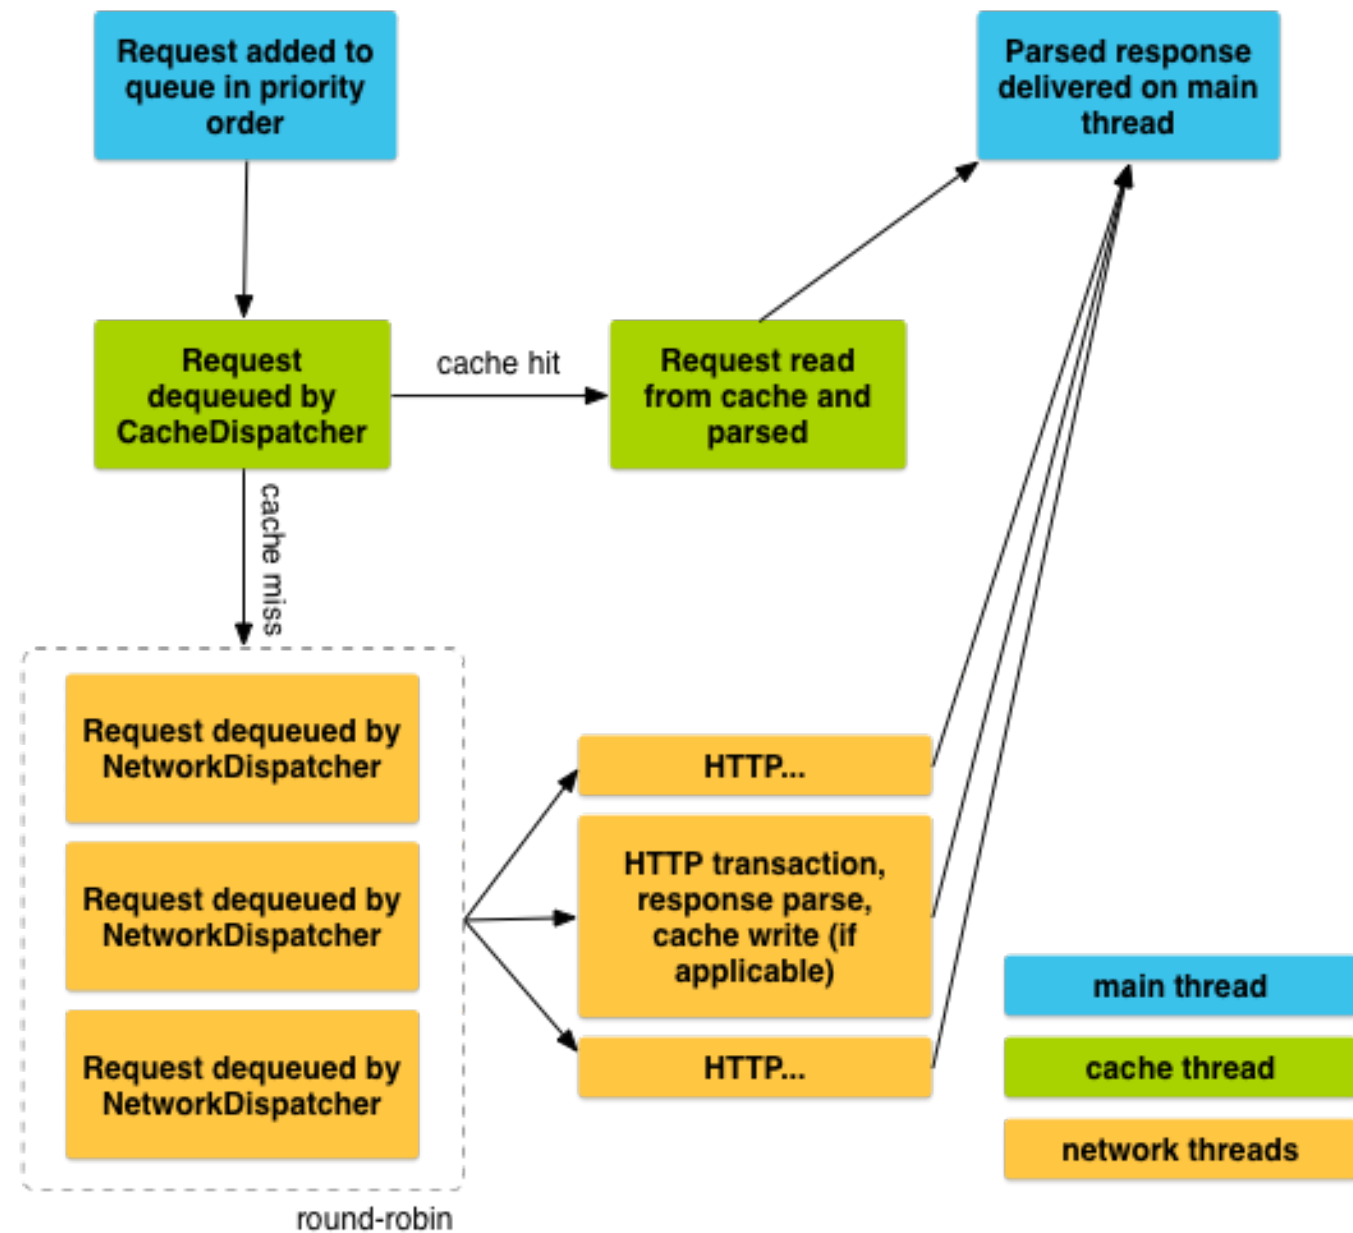 Request added to
queue in priority
order
Parsed response
delivered on main
thread
Request
dequeued by
CacheDispatcher
cache hit
Request read
from cache and
parsed
cache miss
Request dequeued by
NetworkDispatcher
Request dequeued by
NetworkDispatcher
Request dequeued by
NetworkDispatcher
round-robin
HTTP...
HTTP transaction,
response parse,
cache write (if
applicable)
HTTP...
main thread
cache thread
network threads